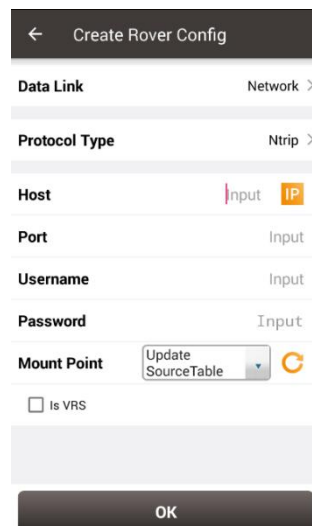 Create Rover Config
Data Link Network
Protocol Type Ntrip
Host Input IP
Port Input
Username Input
Password Input
Mount Point Update
SourceTable
Is VRS
OK